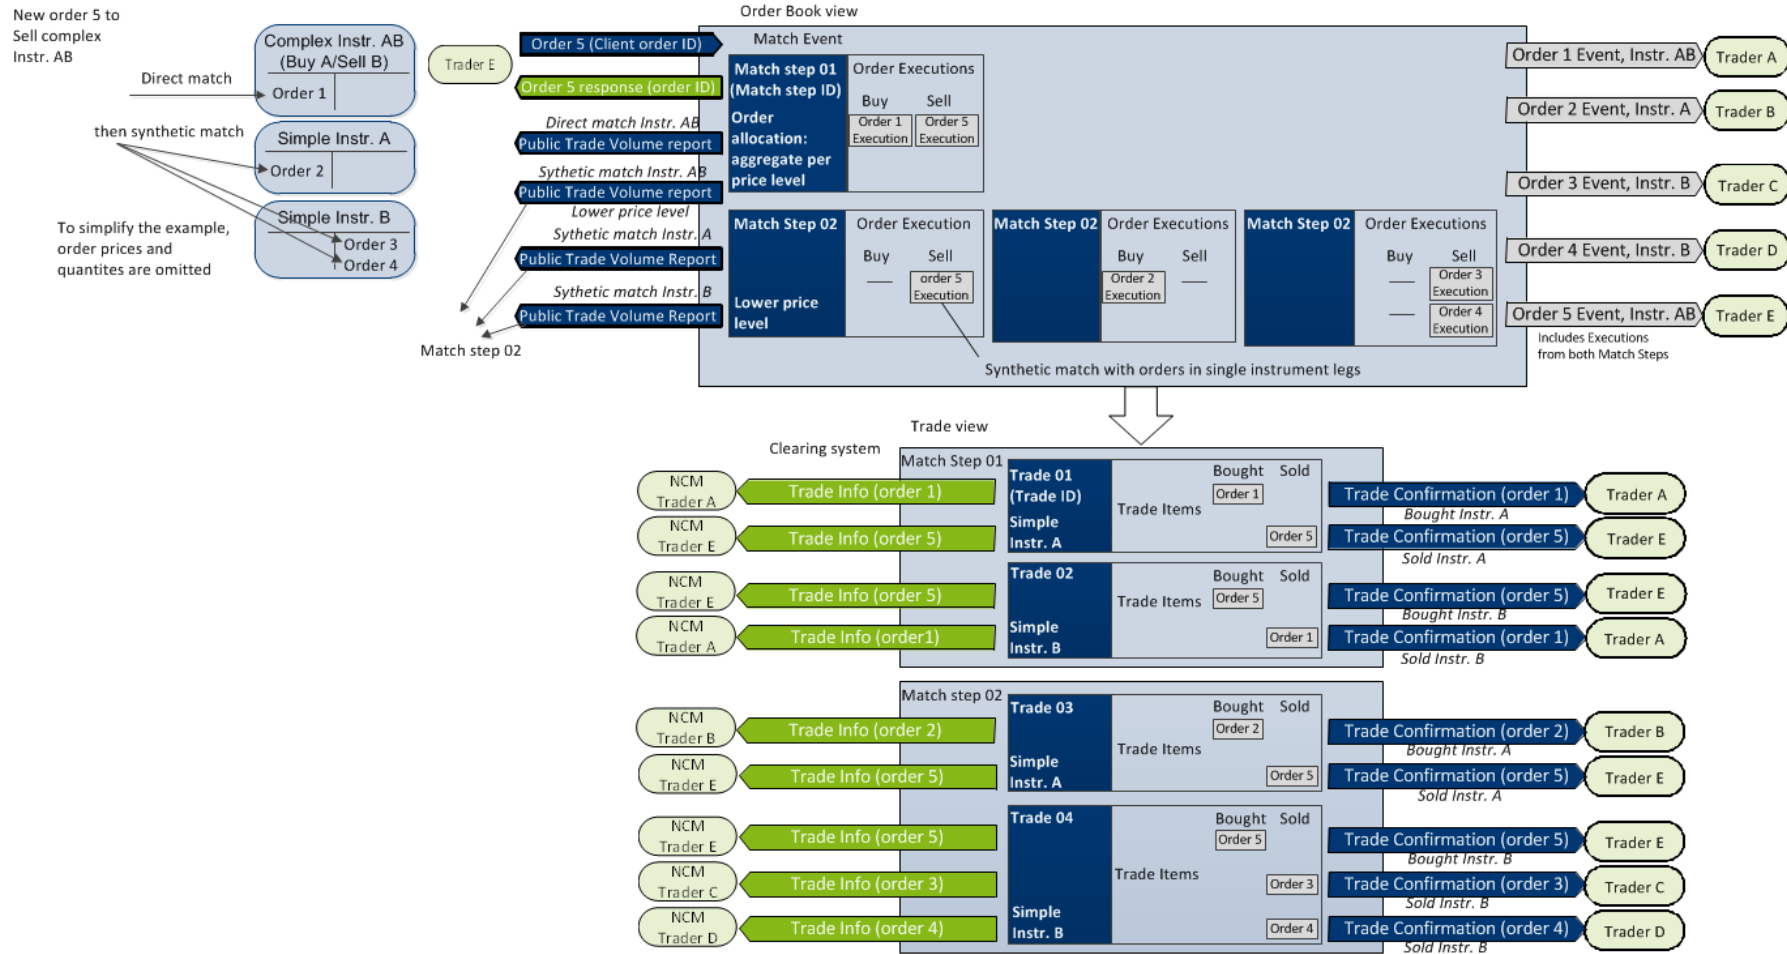 New order 5 to
Sell complex
Instr. AB
Direct match
then synthetic match
To simplify the example,
order prices and
quantites are omitted
Complex Instr. AB
(Buy A/Sell B)
Order 1
Simple Instr. A
Order 2
Simple Instr. B
Order 3
Order 4
Trader E
Order 5 (Client order ID)
Order 5 response (order ID)
Direct match Instr. AB
Public Trade Volume report
Sythetic match Instr. AB
Public Trade Volume report
Lower price level
Sythetic match Instr. A
Public Trade Volume Report
Sythetic match Instr. B
Public Trade Volume Report
Match step 02
Order Book view
Match Event
Match step 01
(Match step ID)
Order
allocation:
aggregate per
price level
Order Executions
Buy Sell
Order 1
Execution
Order 5
Execution
Match Step 02
Lower price
level
Order Execution
Buy Sell
order 5
Execution
Match Step 02
Order Executions
Buy Sell
Order 2
Execution
Match Step 02
Order Executions
Buy Sell
Order 3
Execution
Order 4
Execution
Synthetic match with orders in single instrument legs
Order 1 Event, Instr. AB
Trader A
Order 2 Event, Instr. A
Trader B
Order 3 Event, Instr. B
Trader C
Order 4 Event, Instr. B
Trader D
Order 5 Event, Instr. AB
Trader E
Includes Executions
from both Match Steps
Trade view
Clearing system
Match Step 01
NCM
Trader A
Trade Info (order 1)
NCM
Trader E
Trade Info (order 5)
Trade 01
(Trade ID)
Simple
Instr. A
Trade Items
Bought Sold
Order 1
Order 5
Trade Confirmation (order 1)
Trader A
Bought Instr. A
Trade Confirmation (order 5)
Trader E
Sold Instr. A
NCM
Trader E
Trade Info (order 5)
NCM
Trader A
Trade Info (order1)
Trade 02
Simple
Instr. B
Trade Items
Bought Sold
Order 5
Order 1
Trade Confirmation (order 5)
Trader E
Bought Instr. B
Trade Confirmation (order 1)
Trader A
Sold Instr. B
Match step 02
NCM
Trader B
Trade Info (order 2)
NCM
Trader E
Trade Info (order 5)
Trade 03
Simple
Instr. A
Trade Items
Bought Sold
Order 2
Order 5
Trade Confirmation (order 2)
Trader B
Bought Instr. A
Trade Confirmation (order 5)
Trader E
Sold Instr. A
NCM
Trader E
Trade Info (order 5)
NCM
Trader C
Trade Info (order 3)
NCM
Trader D
Trade Info (order 4)
Trade 04
Simple
Instr. B
Trade Items
Bought Sold
Order 5
Order 3
Order 4
Trade Confirmation (order 5)
Trader E
Bought Instr. B
Trade Confirmation (order 3)
Trader C
Sold Instr. B
Trade Confirmation (order 4)
Trader D
Sold Instr. B